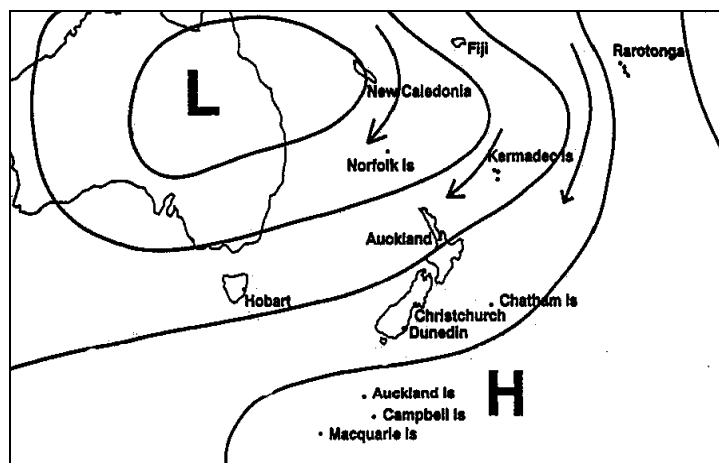 Fiji
Rarotonga
L
New Caledonia
Norfolk Is
Kermadec Is
Auckland
Hobart
Chatham Is
Christchurch
Dunedin
H
Auckland Is
Campbell Is
Macquarie Is